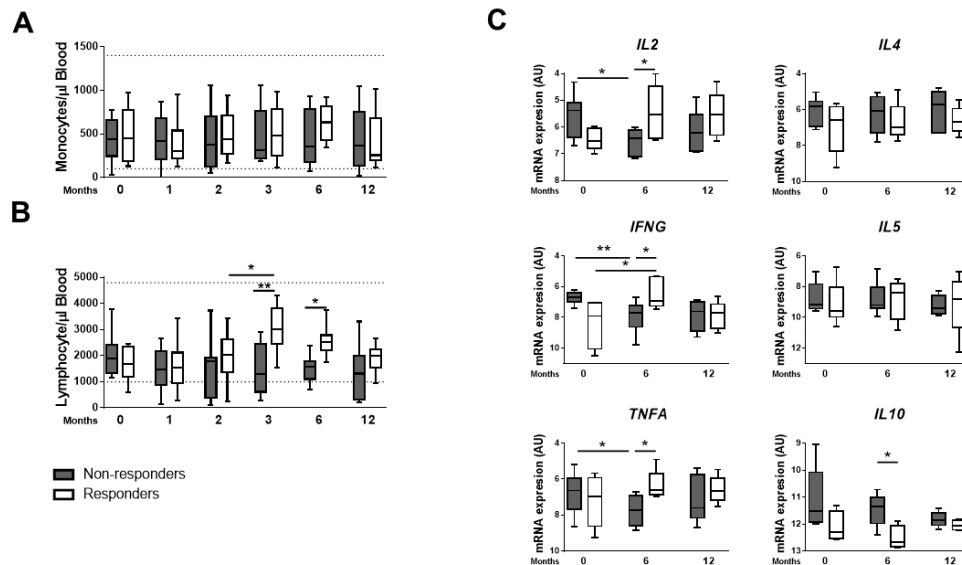 A
Monocytes/µl Blood
1500
1000
500
0
Months 0 1 2 3 6 12
B
Lymphocyte/µl Blood
5000
4000
3000
2000
1000
0
* ** *
Months 0 1 2 3 6 12
Non-responders
Responders
C
IL2
mRNA expresion (AU)
4
5
6
7
8
* *
Months 0 6 12
IL4
mRNA expresion (AU)
4
6
8
10
Months 0 6 12
IFNG
mRNA expresion (AU)
4
6
8
10
12
** * *
Months 0 6 12
IL5
mRNA expresion (AU)
6
8
10
12
Months 0 6 12
TNFA
mRNA expresion (AU)
4
6
8
10
* *
Months 0 6 12
IL10
mRNA expresion (AU)
9
10
11
12
13
*
Months 0 6 12